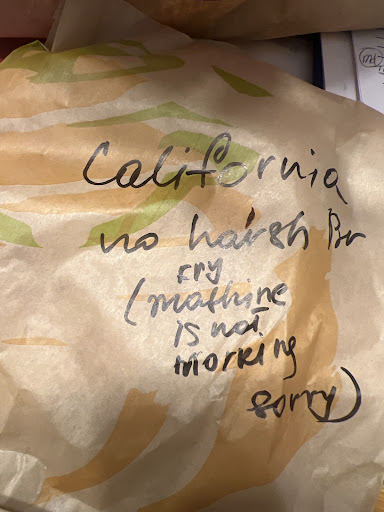 California
no harsh Br
Fry
(mathine
is not
working
sorry)